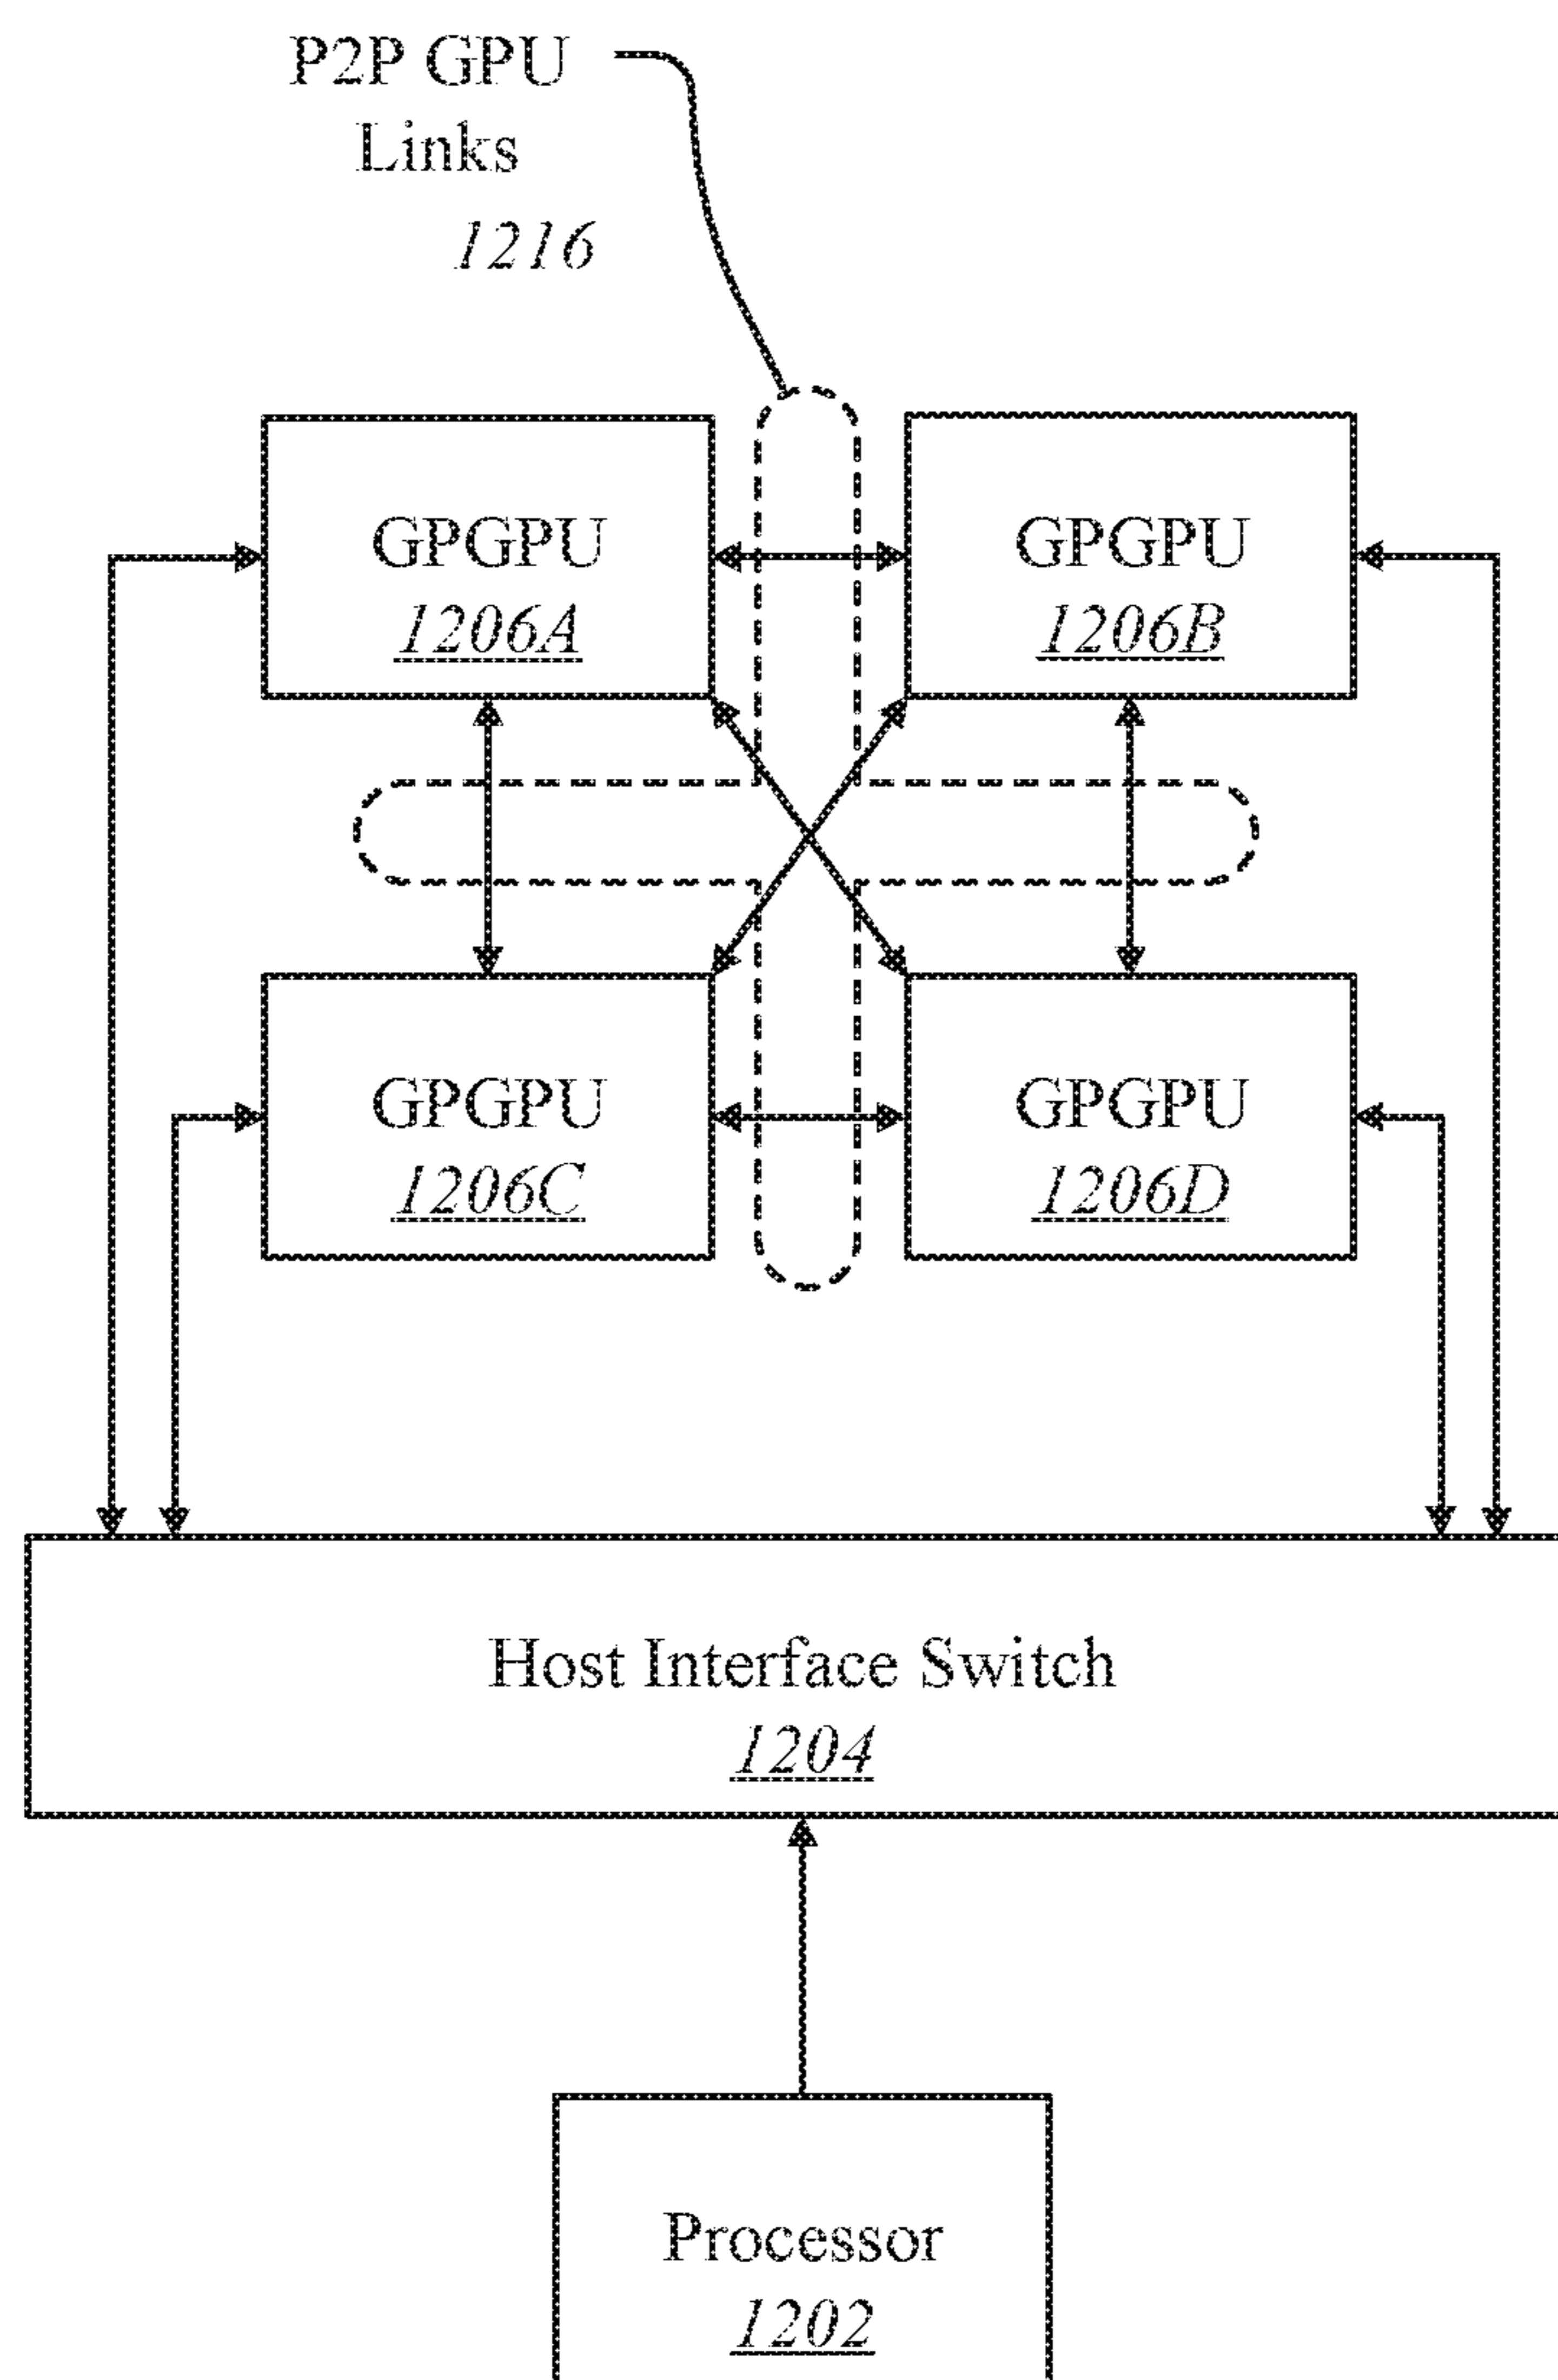 P2P GPU
Links
1216
GPGPU
1206A
GPGPU
1206B
GPGPU
1206C
GPGPU
1206D
Host Interface Switch
1204
Processor
1202